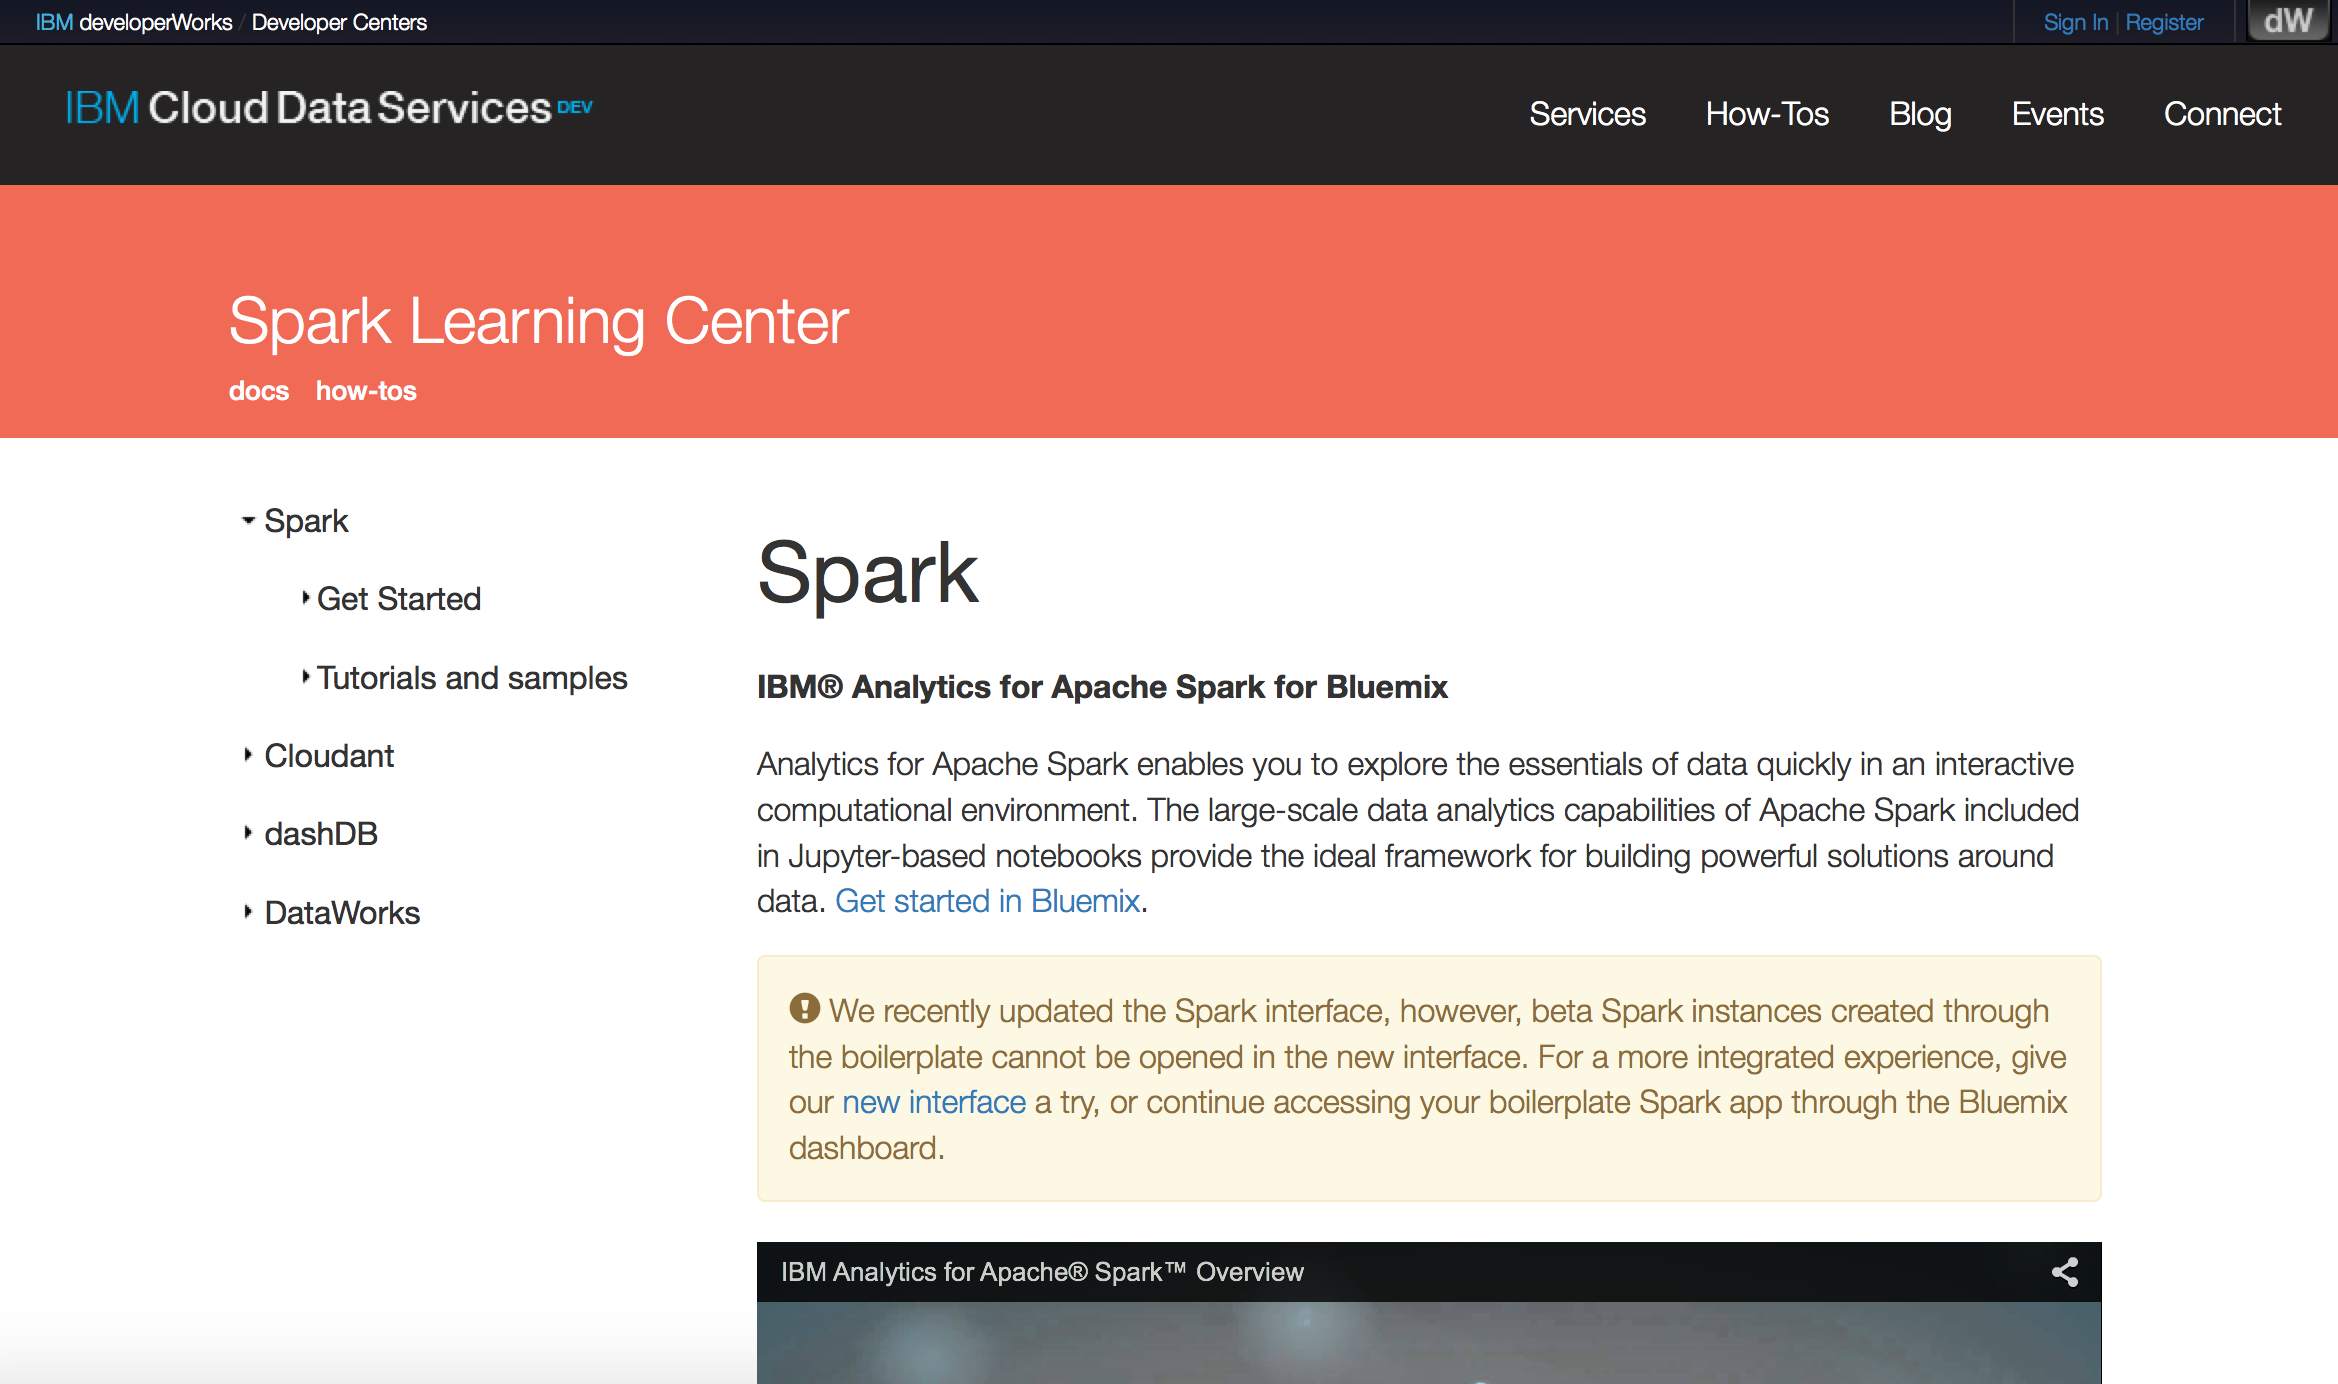 IBM developerWorks / Developer Centers
Sign In | Register
dW
IBM Cloud Data Services DEV
Services How-Tos Blog Events Connect
Spark Learning Center
docs how-tos
Spark
Get Started
Tutorials and samples
Cloudant
dashDB
DataWorks
Spark
IBM® Analytics for Apache Spark for Bluemix
Analytics for Apache Spark enables you to explore the essentials of data quickly in an interactive
computational environment. The large-scale data analytics capabilities of Apache Spark included
in Jupyter-based notebooks provide the ideal framework for building powerful solutions around
data. Get started in Bluemix.
We recently updated the Spark interface, however, beta Spark instances created through
the boilerplate cannot be opened in the new interface. For a more integrated experience, give
our new interface a try, or continue accessing your boilerplate Spark app through the Bluemix
dashboard.
IBM Analytics for Apache® Spark™ Overview